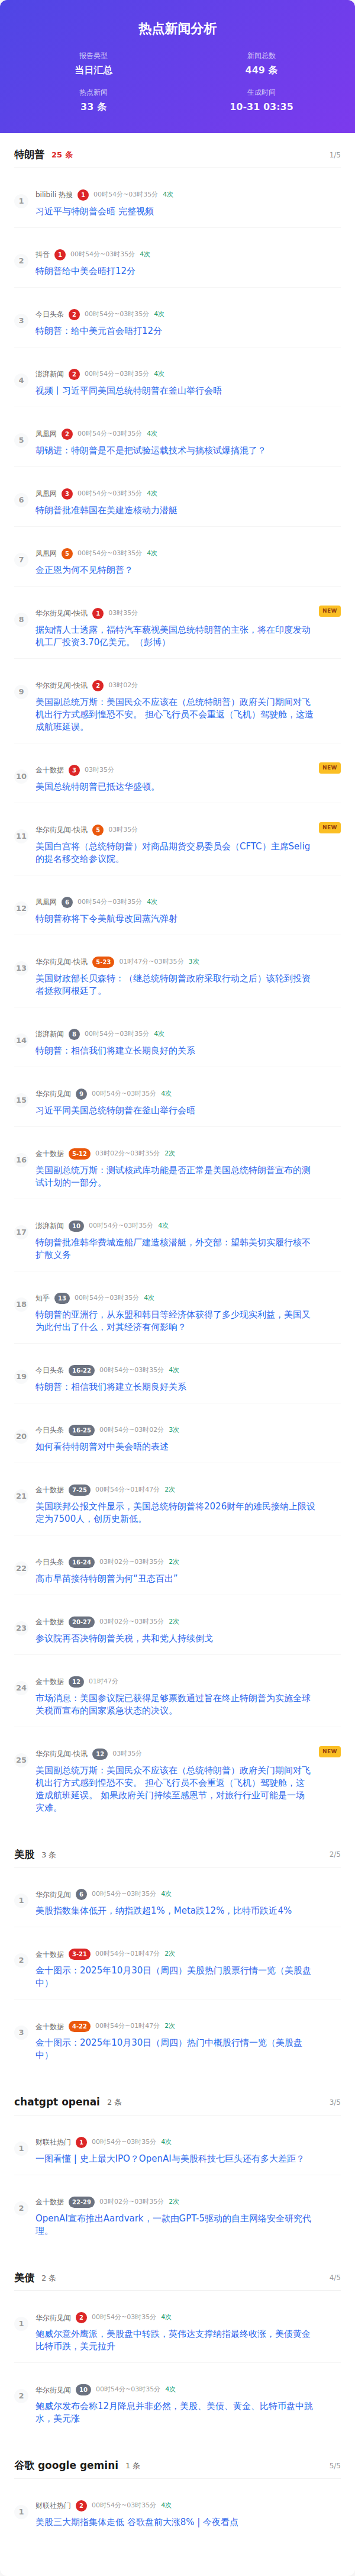 热点新闻分析
报告类型
新闻总数
当日汇总
449 条
热点新闻
生成时间
33 条
10-31 03:35
特朗普 25 条 1/5
1
bilibili 热搜 1 00时54分~03时35分 4次
习近平与特朗普会晤 完整视频
2
抖音 1 00时54分~03时35分 4次
特朗普给中美会晤打12分
3
今日头条 2 00时54分~03时35分 4次
特朗普：给中美元首会晤打12分
4
澎湃新闻 2 00时54分~03时35分 4次
视频丨习近平同美国总统特朗普在釜山举行会晤
5
凤凰网 2 00时54分~03时35分 4次
胡锡进：特朗普是不是把试验运载技术与搞核试爆搞混了？
6
凤凰网 3 00时54分~03时35分 4次
特朗普批准韩国在美建造核动力潜艇
7
凤凰网 5 00时54分~03时35分 4次
金正恩为何不见特朗普？
8
华尔街见闻-快讯 1 03时35分 NEW
据知情人士透露，福特汽车藐视美国总统特朗普的主张，将在印度发动
机工厂投资3.70亿美元。（彭博）
9
华尔街见闻-快讯 2 03时02分
美国副总统万斯：美国民众不应该在（总统特朗普）政府关门期间对飞
机出行方式感到惶恐不安。 担心飞行员不会重返（飞机）驾驶舱，这造
成航班延误。
10
金十数据 3 03时35分 NEW
美国总统特朗普已抵达华盛顿。
11
华尔街见闻-快讯 5 03时35分 NEW
美国白宫将（总统特朗普）对商品期货交易委员会（CFTC）主席Selig
的提名移交给参议院。
12
凤凰网 6 00时54分~03时35分 4次
特朗普称将下令美航母改回蒸汽弹射
13
华尔街见闻-快讯 5-23 01时47分~03时35分 3次
美国财政部长贝森特：（继总统特朗普政府采取行动之后）该轮到投资
者拯救阿根廷了。
14
澎湃新闻 8 00时54分~03时35分 4次
特朗普：相信我们将建立长期良好的关系
15
华尔街见闻 9 00时54分~03时35分 4次
习近平同美国总统特朗普在釜山举行会晤
16
金十数据 5-12 03时02分~03时35分 2次
美国副总统万斯：测试核武库功能是否正常是美国总统特朗普宣布的测
试计划的一部分。
17
澎湃新闻 10 00时54分~03时35分 4次
特朗普批准韩华费城造船厂建造核潜艇，外交部：望韩美切实履行核不
扩散义务
18
知乎 13 00时54分~03时35分 4次
特朗普的亚洲行，从东盟和韩日等经济体获得了多少现实利益，美国又
为此付出了什么，对其经济有何影响？
19
今日头条 16-22 00时54分~03时35分 4次
特朗普：相信我们将建立长期良好关系
20
今日头条 16-25 00时54分~03时02分 3次
如何看待特朗普对中美会晤的表述
21
金十数据 7-25 00时54分~01时47分 2次
美国联邦公报文件显示，美国总统特朗普将2026财年的难民接纳上限设
定为7500人，创历史新低。
22
今日头条 16-24 03时02分~03时35分 2次
高市早苗接待特朗普为何“丑态百出”
23
金十数据 20-27 03时02分~03时35分 2次
参议院再否决特朗普关税，共和党人持续倒戈
24
金十数据 12 01时47分
市场消息：美国参议院已获得足够票数通过旨在终止特朗普为实施全球
关税而宣布的国家紧急状态的决议。
25
华尔街见闻-快讯 12 03时35分 NEW
美国副总统万斯：美国民众不应该在（总统特朗普）政府关门期间对飞
机出行方式感到惶恐不安。 担心飞行员不会重返（飞机）驾驶舱，这
造成航班延误。 如果政府关门持续至感恩节，对旅行行业可能是一场
灾难。
美股 3 条 2/5
1
华尔街见闻 6 00时54分~03时35分 4次
美股指数集体低开，纳指跌超1%，Meta跌12%，比特币跌近4%
2
金十数据 3-21 00时54分~01时47分 2次
金十图示：2025年10月30日（周四）美股热门股票行情一览（美股盘
中）
3
金十数据 4-22 00时54分~01时47分 2次
金十图示：2025年10月30日（周四）热门中概股行情一览（美股盘
中）
chatgpt openai 2 条 3/5
1
财联社热门 1 00时54分~03时35分 4次
一图看懂 | 史上最大IPO？OpenAI与美股科技七巨头还有多大差距？
2
金十数据 22-29 03时02分~03时35分 2次
OpenAI宣布推出Aardvark，一款由GPT-5驱动的自主网络安全研究代
理。
美债 2 条 4/5
1
华尔街见闻 2 00时54分~03时35分 4次
鲍威尔意外鹰派，美股盘中转跌，英伟达支撑纳指最终收涨，美债黄金
比特币跌，美元拉升
2
华尔街见闻 10 00时54分~03时35分 4次
鲍威尔发布会称12月降息并非必然，美股、美债、黄金、比特币盘中跳
水，美元涨
谷歌 google gemini 1 条 5/5
1
财联社热门 2 00时54分~03时35分 4次
美股三大期指集体走低 谷歌盘前大涨8% | 今夜看点